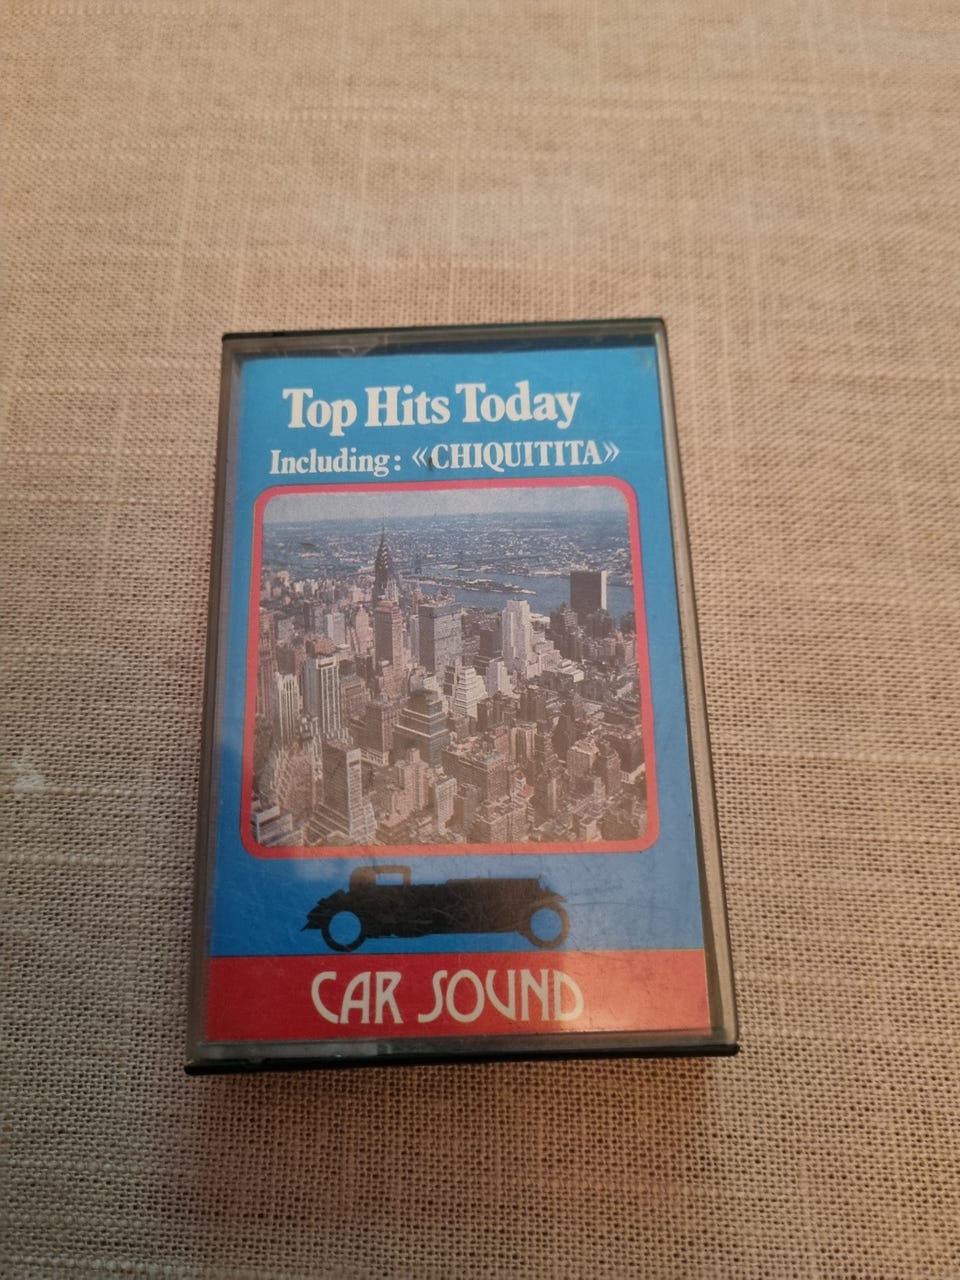 Top Hits Today
Including: «CHIQUITITA»
CAR SOUND